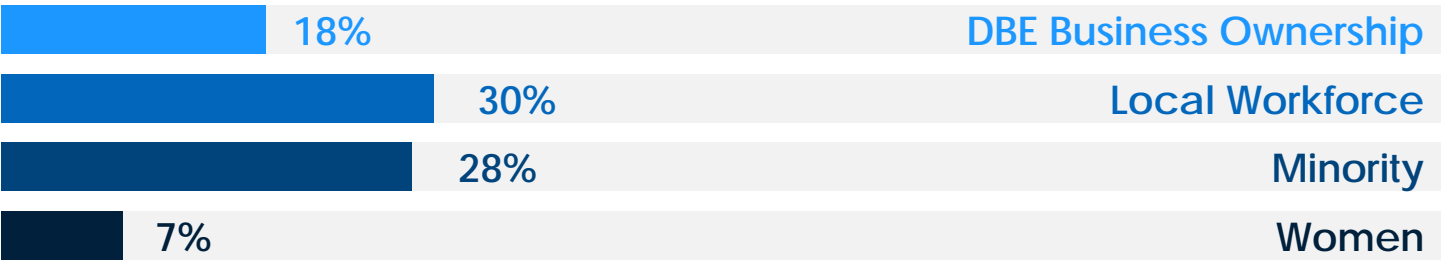 18% DBE Business Ownership
30% Local Workforce
28% Minority
7% Women